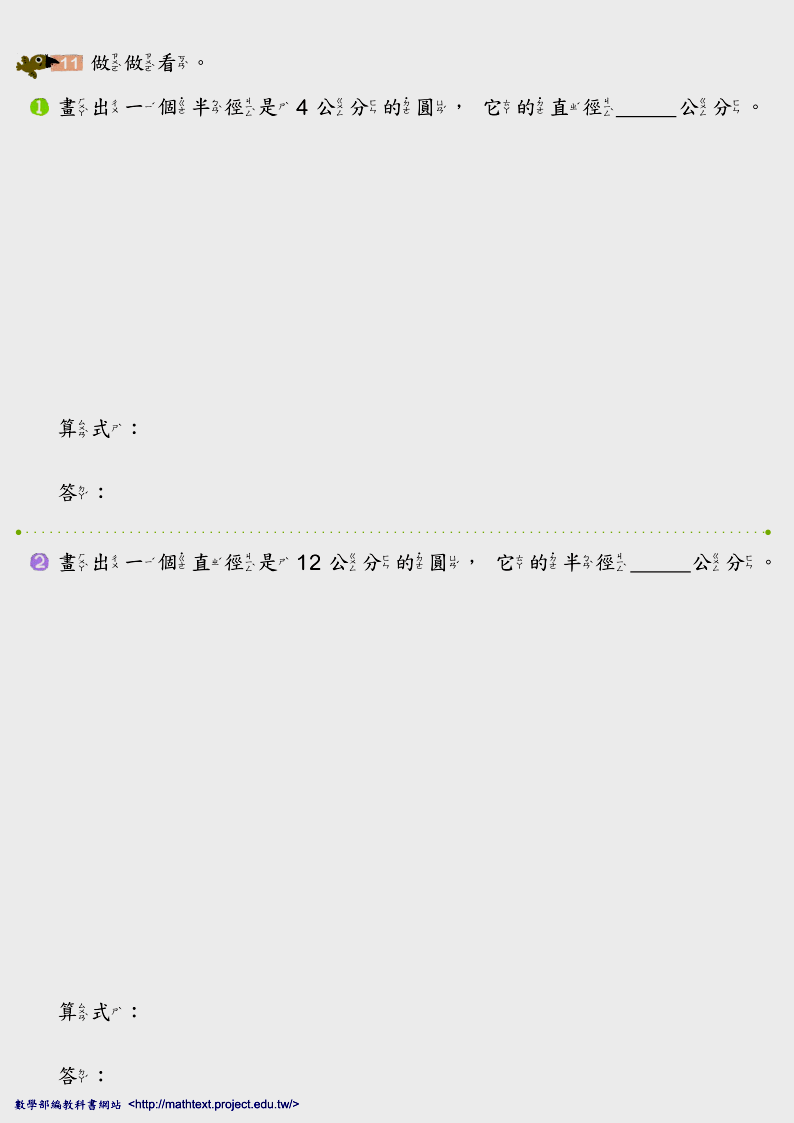 11 做做看。
1 畫出一個半徑是 4 公分的圓，它的直徑______公分。
算式：
答：
2 畫出一個直徑是 12 公分的圓，它的半徑______公分。
算式：
答：
數學部編教科書網站 <http://mathtext.project.edu.tw/>